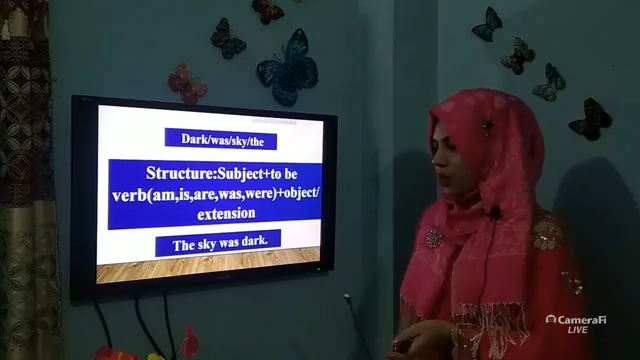 Dark/was/sky/the
Structure:Subject+to be
verb(am,is,are,was,were)+object/
extension
The sky was dark.
CameraFi
LIVE